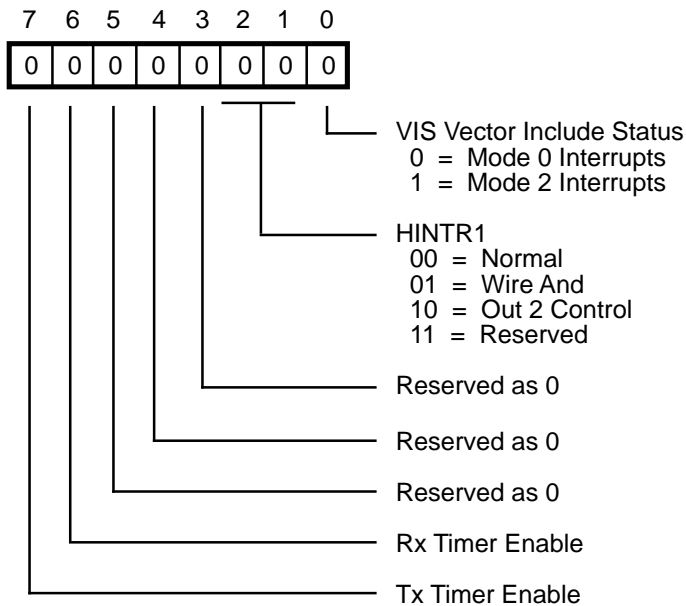 7 6 5 4 3 2 1 0
0 0 0 0 0 0 0 0
VIS Vector Include Status
0 = Mode 0 Interrupts
1 = Mode 2 Interrupts
HINTR1
00 = Normal
01 = Wire And
10 = Out 2 Control
11 = Reserved
Reserved as 0
Reserved as 0
Reserved as 0
Rx Timer Enable
Tx Timer Enable